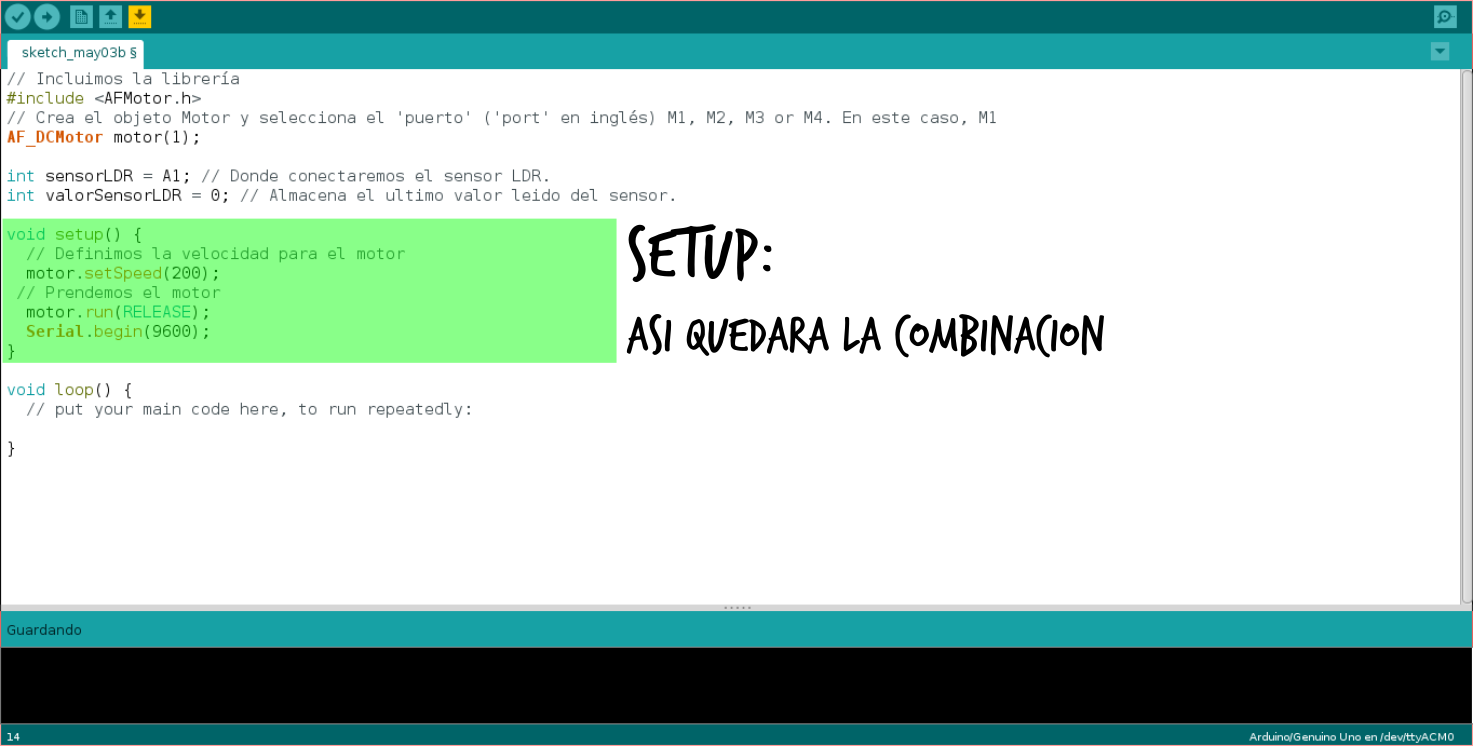 sketch_may03b §
// Incluimos la librería
#include <AFMotor.h>
// Crea el objeto Motor y selecciona el 'puerto' ('port' en inglés) M1, M2, M3 or M4. En este caso, M1
AF_DCMotor motor(1);
int sensorLDR = A1; // Donde conectaremos el sensor LDR.
int valorSensorLDR = 0; // Almacena el ultimo valor leido del sensor.
void setup() {
// Definimos la velocidad para el motor
motor.setSpeed(200);
// Prendemos el motor
motor.run(RELEASE);
Serial.begin(9600);
}
SETUP:
ASI QUEDARA LA COMBINACION
void loop() {
// put your main code here, to run repeatedly:
}
Guardando
14
Arduino/Genuino Uno en /dev/ttyACM0